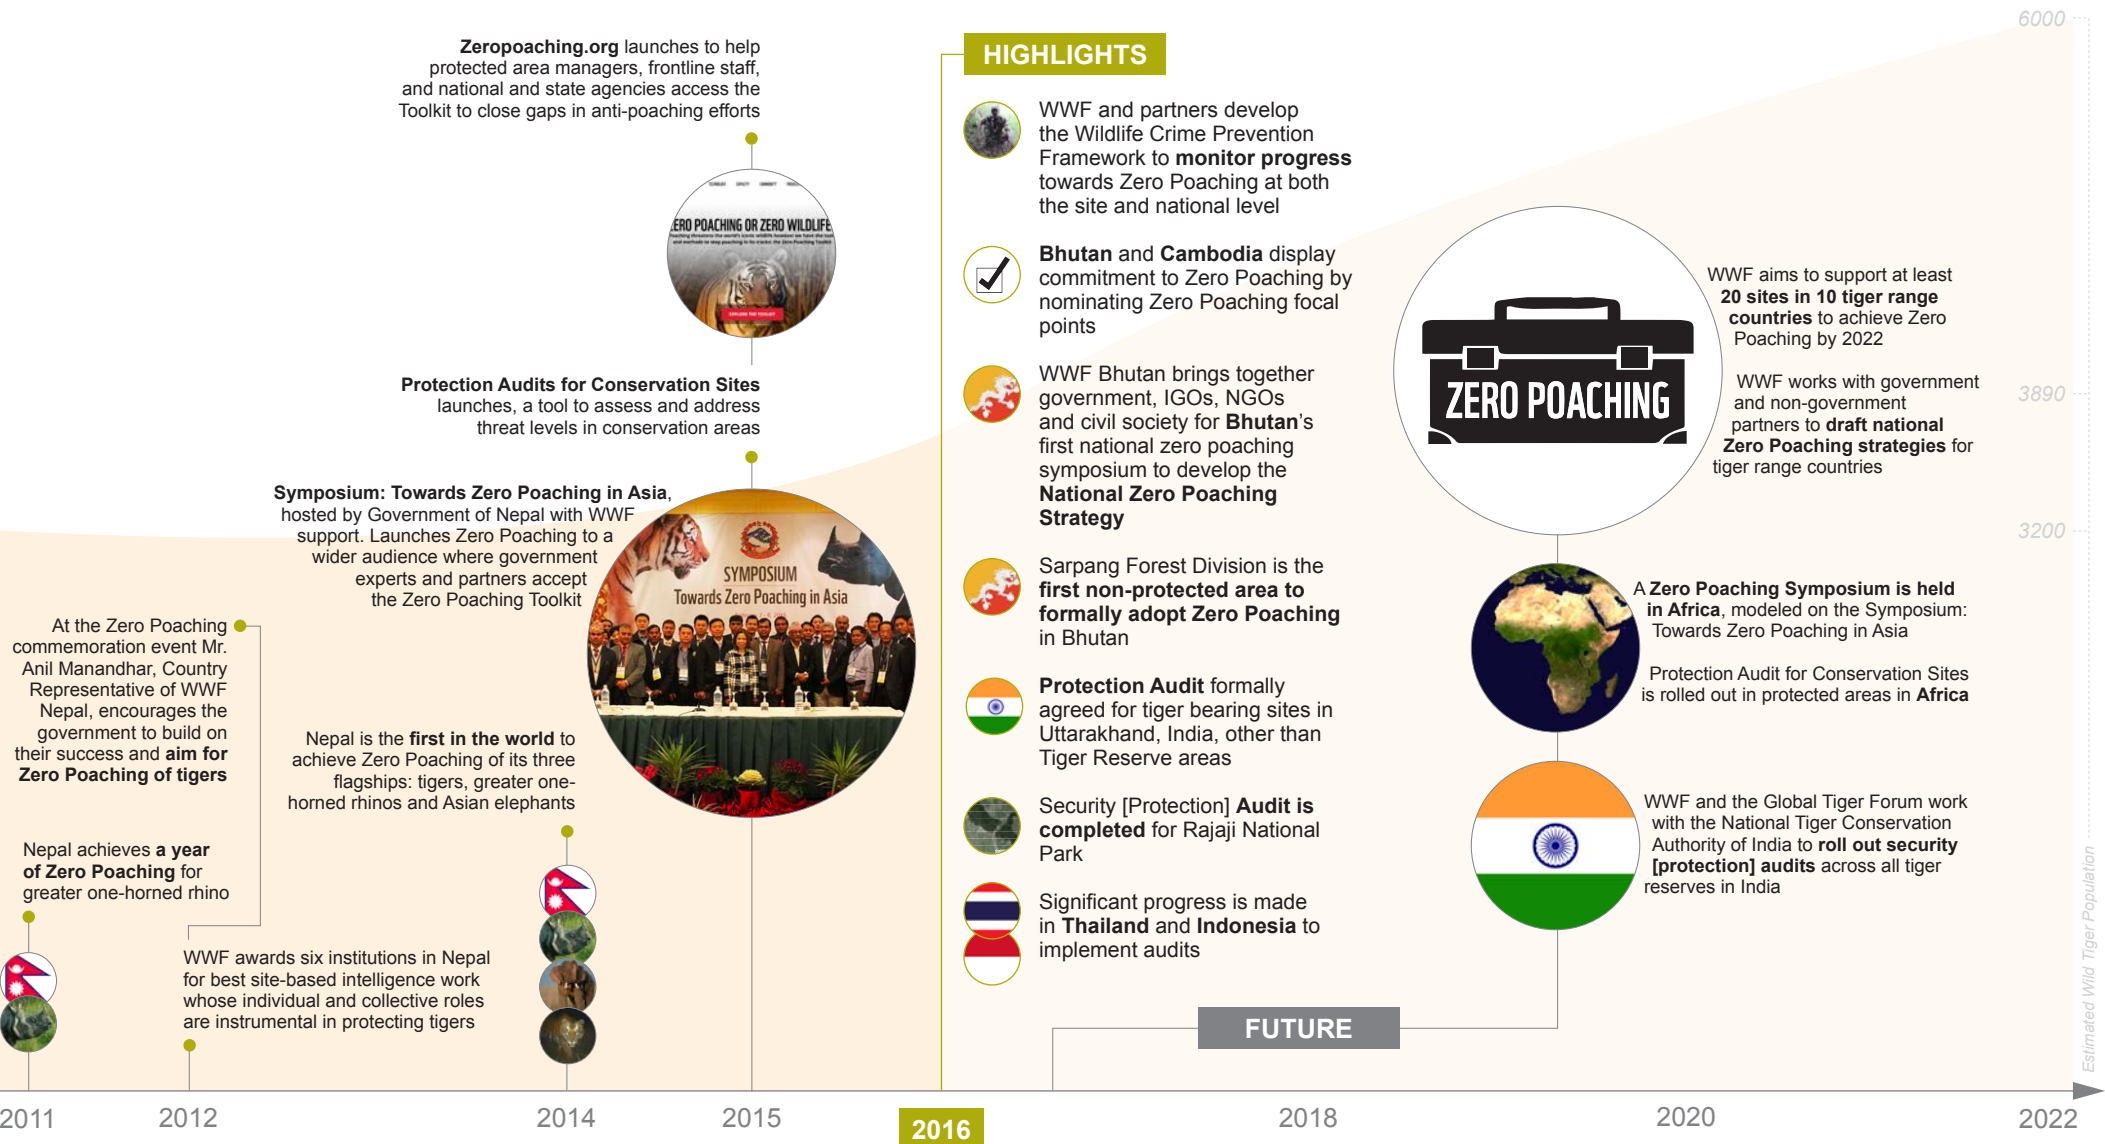 Zeropoaching.org launches to help
protected area managers, frontline staff,
and national and state agencies access the
Toolkit to close gaps in anti-poaching efforts
ERO POACHING OR ZERO WILDLIFE
EXPLORE THE TOOLKIT
Protection Audits for Conservation Sites
launches, a tool to assess and address
threat levels in conservation areas
Symposium: Towards Zero Poaching in Asia,
hosted by Government of Nepal with WWF
support. Launches Zero Poaching to a
wider audience where government
experts and partners accept
the Zero Poaching Toolkit
SYMPOSIUM
Towards Zero Poaching in Asia
At the Zero Poaching
commemoration event Mr.
Anil Manandhar, Country
Representative of WWF
Nepal, encourages the
government to build on
their success and aim for
Zero Poaching of tigers
Nepal is the first in the world to
achieve Zero Poaching of its three
flagships: tigers, greater one-
horned rhinos and Asian elephants
Nepal achieves a year
of Zero Poaching for
greater one-horned rhino
WWF awards six institutions in Nepal
for best site-based intelligence work
whose individual and collective roles
are instrumental in protecting tigers
HIGHLIGHTS
WWF and partners develop
the Wildlife Crime Prevention
Framework to monitor progress
towards Zero Poaching at both
the site and national level
Bhutan and Cambodia display
commitment to Zero Poaching by
nominating Zero Poaching focal
points
WWF Bhutan brings together
government, IGOs, NGOs
and civil society for Bhutan's
first national zero poaching
symposium to develop the
National Zero Poaching
Strategy
Sarpang Forest Division is the
first non-protected area to
formally adopt Zero Poaching
in Bhutan
Protection Audit formally
agreed for tiger bearing sites in
Uttarakhand, India, other than
Tiger Reserve areas
Security [Protection] Audit is
completed for Rajaji National
Park
Significant progress is made
in Thailand and Indonesia to
implement audits
FUTURE
ZERO POACHING
WWF aims to support at least
20 sites in 10 tiger range
countries to achieve Zero
Poaching by 2022
WWF works with government
and non-government
partners to draft national
Zero Poaching strategies for
tiger range countries
A Zero Poaching Symposium is held
in Africa, modeled on the Symposium:
Towards Zero Poaching in Asia
Protection Audit for Conservation Sites
is rolled out in protected areas in Africa
WWF and the Global Tiger Forum work
with the National Tiger Conservation
Authority of India to roll out security
[protection] audits across all tiger
reserves in India
6000
3890
3200
Estimated Wild Tiger Population
2011
2012
2014
2015
2016
2018
2020
2022